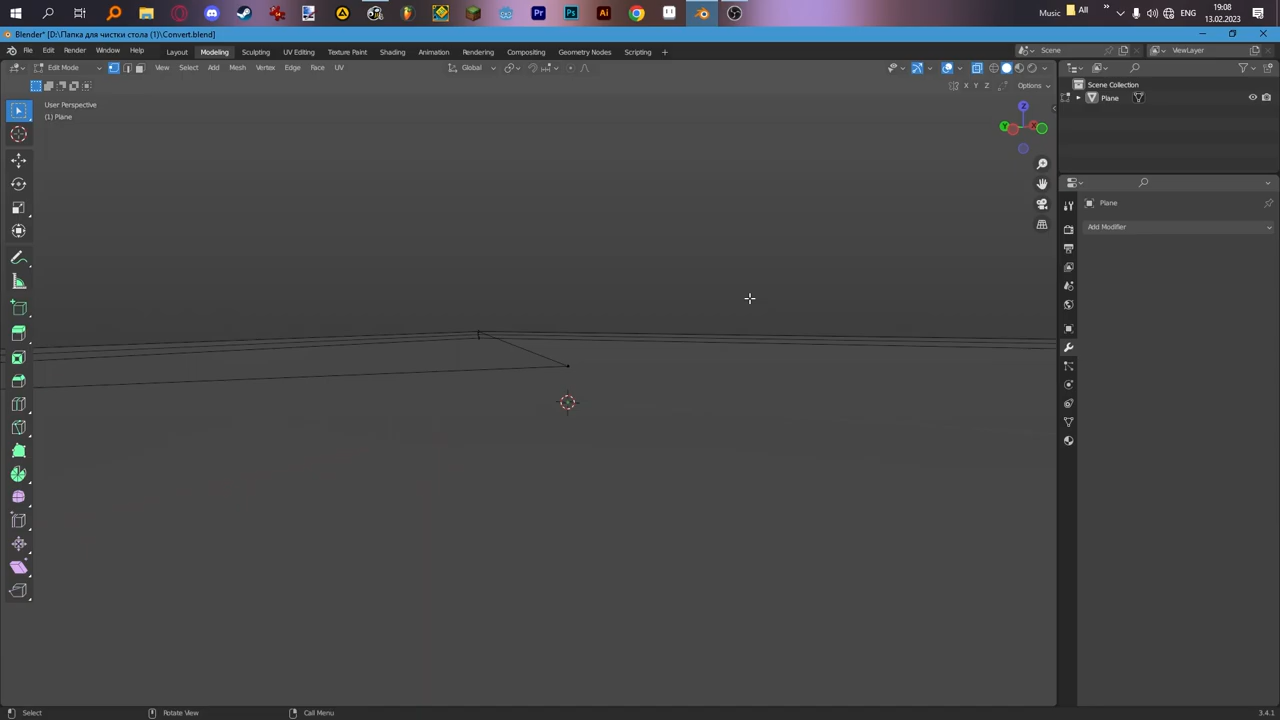 19:08
Music
All
ENG
13.02.2023
Blender* [D:\Папка для чистки стола (1)\Convert.blend]
File Edit Render Window Help
Layout Modeling Sculpting UV Editing Texture Paint Shading Animation Rendering Compositing Geometry Nodes Scripting +
Scene
ViewLayer
Edit Mode
View Select Add Mesh Vertex Edge Face UV
Global
X Y Z
Options
User Perspective
(1) Plane
Z
Y
X
Scene Collection
Plane
Plane
Add Modifier
Select
Rotate View
Call Menu
3.4.1